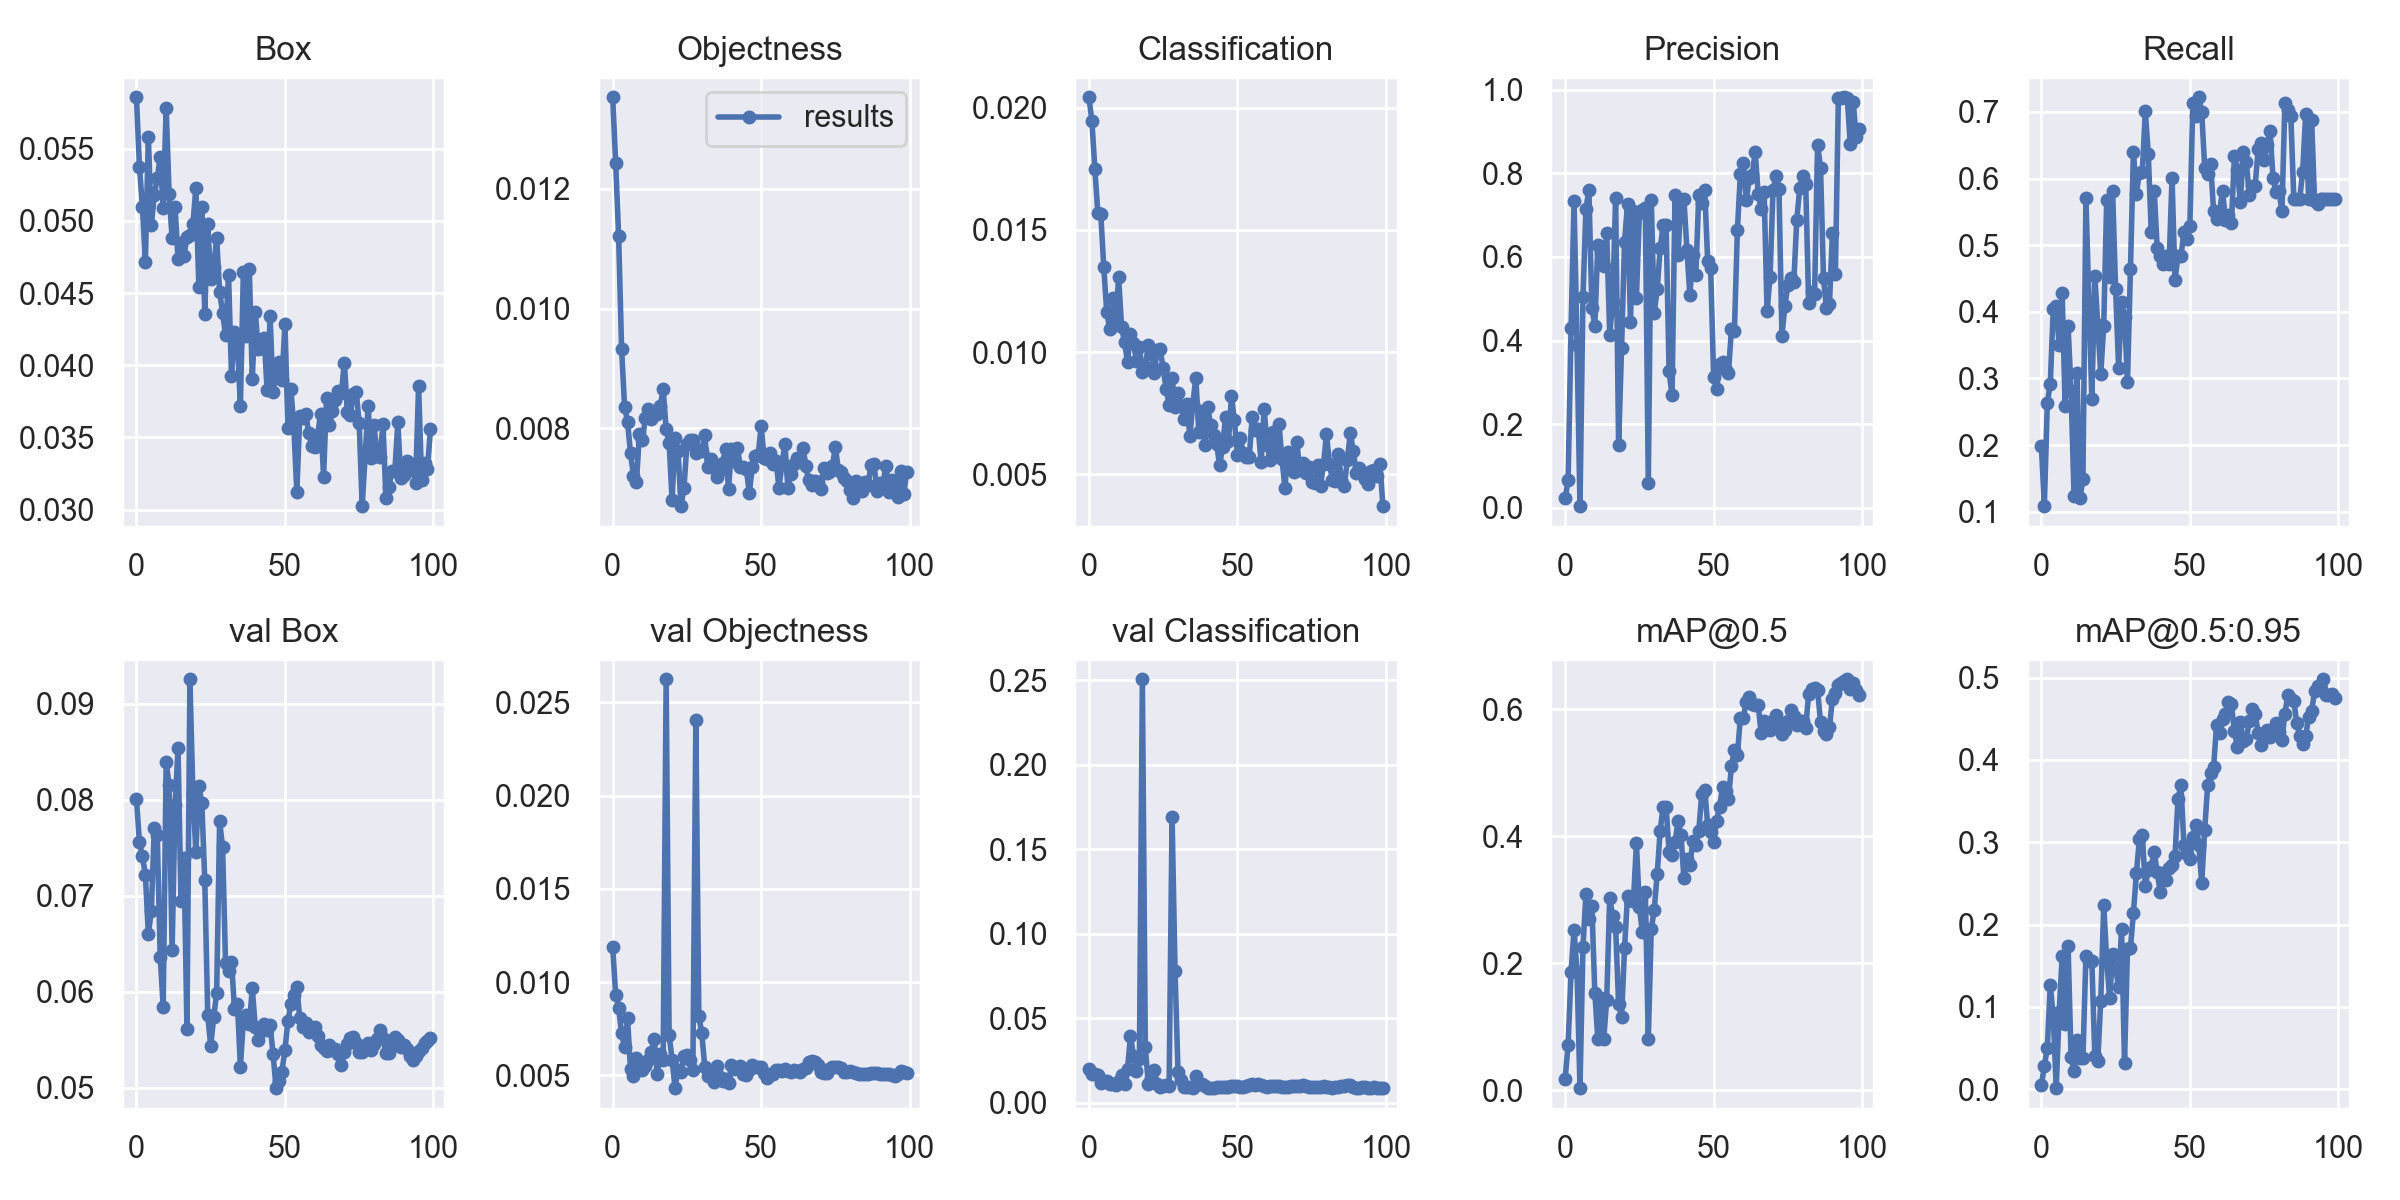 Box
Objectness
Classification
Precision
Recall
0.055
0.050
0.045
0.040
0.035
0.030
0 50 100
results
0.012
0.010
0.008
0 50 100
0.020
0.015
0.010
0.005
0 50 100
1.0
0.8
0.6
0.4
0.2
0.0
0 50 100
0.7
0.6
0.5
0.4
0.3
0.2
0.1
0 50 100
val Box
val Objectness
val Classification
mAP@0.5
mAP@0.5:0.95
0.09
0.08
0.07
0.06
0.05
0 50 100
0.025
0.020
0.015
0.010
0.005
0 50 100
0.25
0.20
0.15
0.10
0.05
0.00
0 50 100
0.6
0.4
0.2
0.0
0 50 100
0.5
0.4
0.3
0.2
0.1
0.0
0 50 100